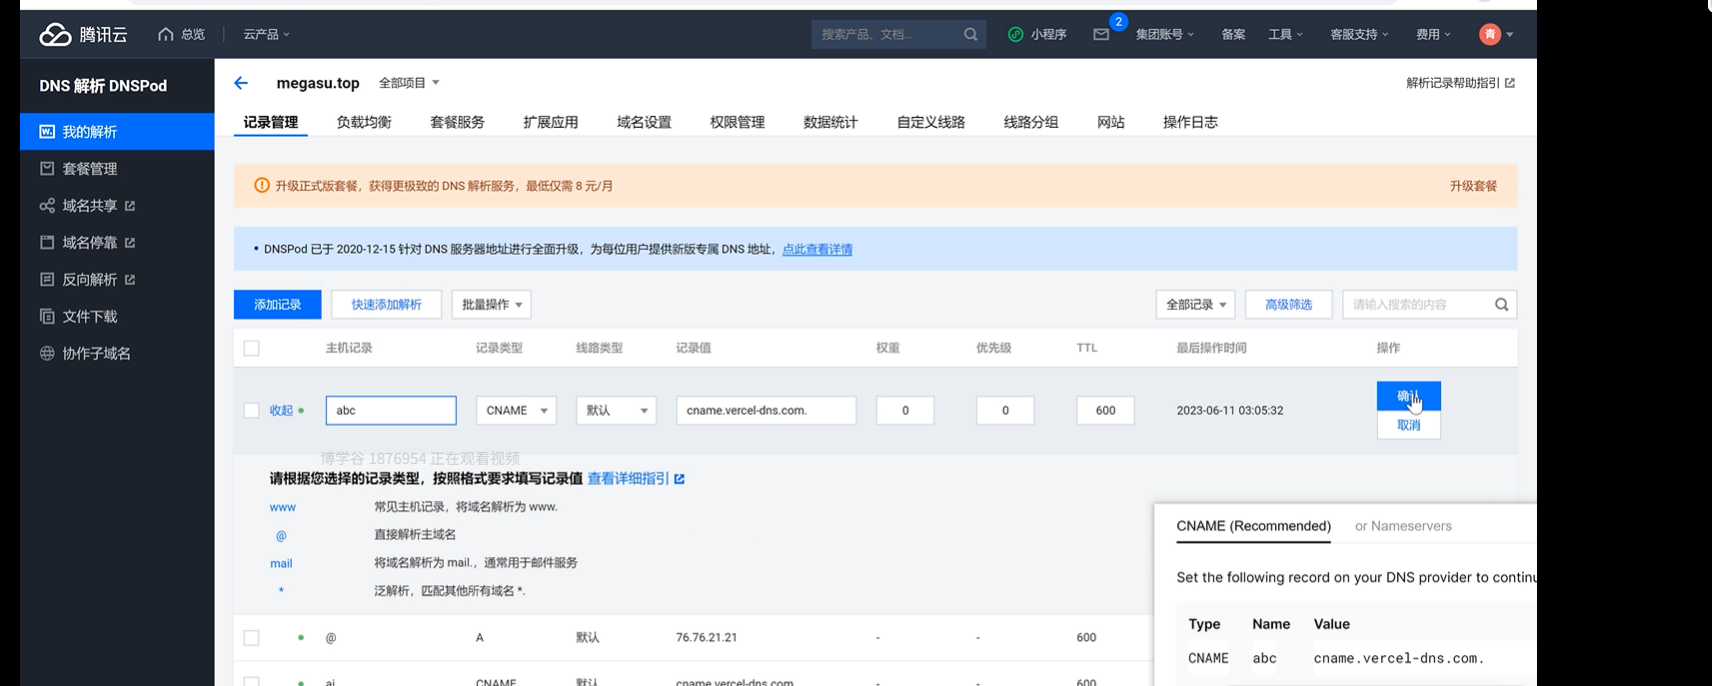 腾讯云 总览 云产品 搜索产品、文档... 小程序 2 集团账号 备案 工具 客服支持 费用 青
DNS 解析 DNSPod
我的解析
套餐管理
域名共享
域名停靠
反向解析
文件下载
协作子域名
megasu.top 全部项目 解析记录帮助指引
记录管理 负载均衡 套餐服务 扩展应用 域名设置 权限管理 数据统计 自定义线路 线路分组 网站 操作日志
升级正式版套餐，获得更极致的 DNS 解析服务，最低仅需 8 元/月 升级套餐
• DNSPod 已于 2020-12-15 针对 DNS 服务器地址进行全面升级，为每位用户提供新版专属 DNS 地址，点此查看详情
添加记录 快速添加解析 批量操作 全部记录 高级筛选 请输入搜索的内容
主机记录 记录类型 线路类型 记录值 权重 优先级 TTL 最后操作时间 操作
收起 abc CNAME 默认 cname.vercel-dns.com. 0 0 600 2023-06-11 03:05:32 确认
取消
博学谷 1876954 正在观看视频
请根据您选择的记录类型，按照格式要求填写记录值 查看详细指引
www 常见主机记录，将域名解析为 www.
@ 直接解析主域名
mail 将域名解析为 mail.，通常用于邮件服务
* 泛解析，匹配其他所有域名 *.
@ A 默认 76.76.21.21 - - 600
ai CNAME 默认 cname.vercel-dns.com. - - 600
CNAME (Recommended) or Nameservers
Set the following record on your DNS provider to continu
Type Name Value
CNAME abc cname.vercel-dns.com.